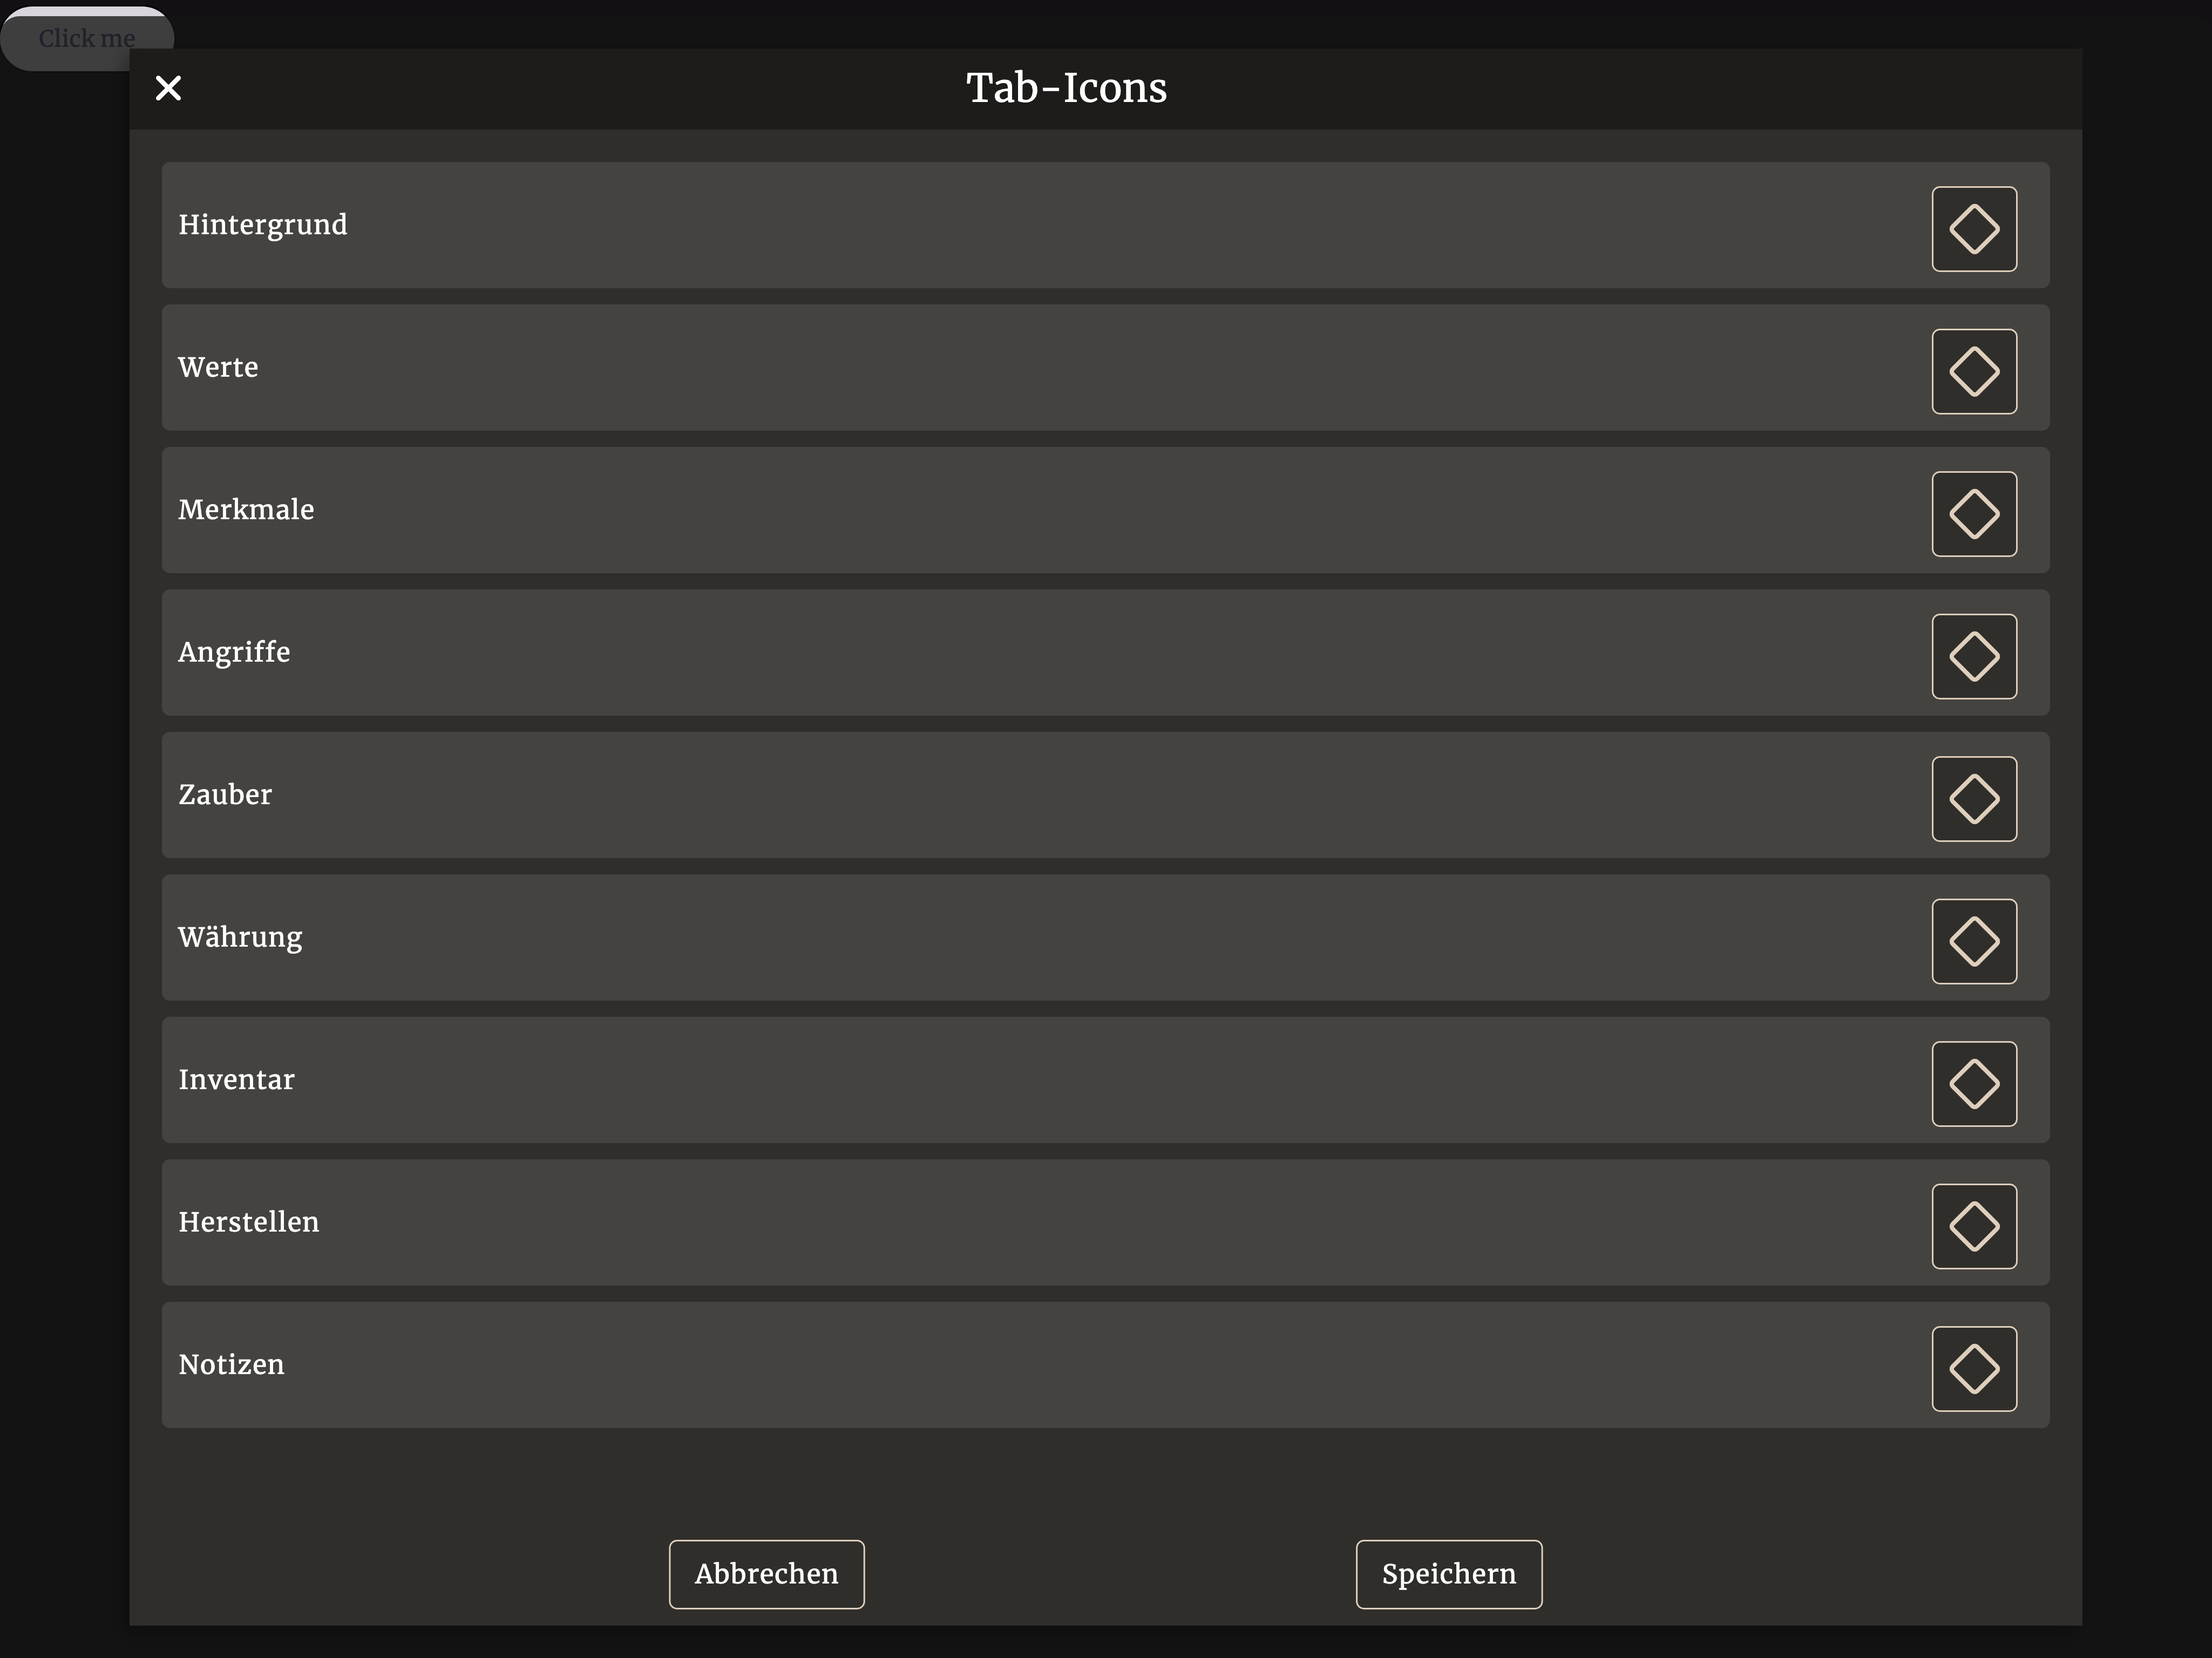 Click me
Tab-Icons
Hintergrund
Werte
Merkmale
Angriffe
Zauber
Währung
Inventar
Herstellen
Notizen
Abbrechen
Speichern